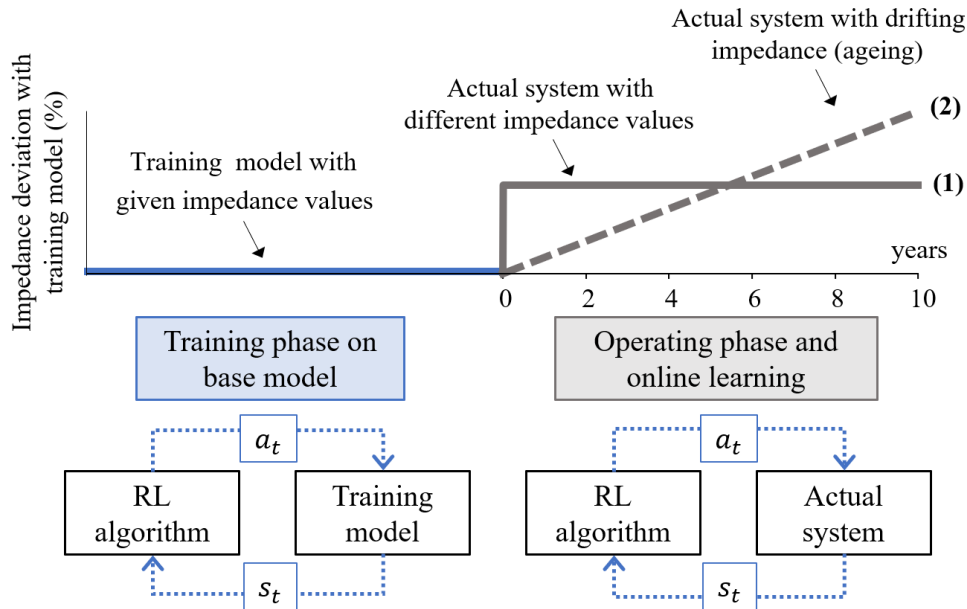 Actual system with drifting
impedance (ageing)
(2)
Actual system with
different impedance values
(1)
Training model with
given impedance values
Impedance deviation with
training model (%)
years
0 2 4 6 8 10
Training phase on
base model
Operating phase and
online learning
a_t
RL
algorithm
Training
model
s_t
a_t
RL
algorithm
Actual
system
s_t